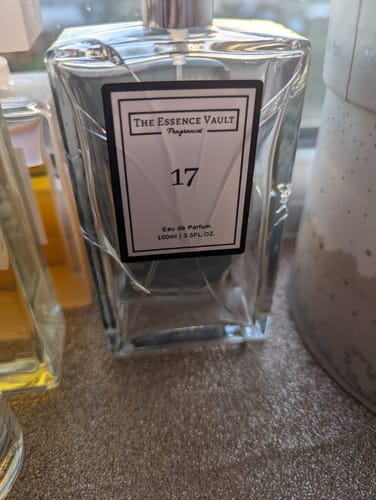 THE ESSENCE VAULT
Fragrances
17
Eau de Parfum
100ml | 3.5FL.OZ.